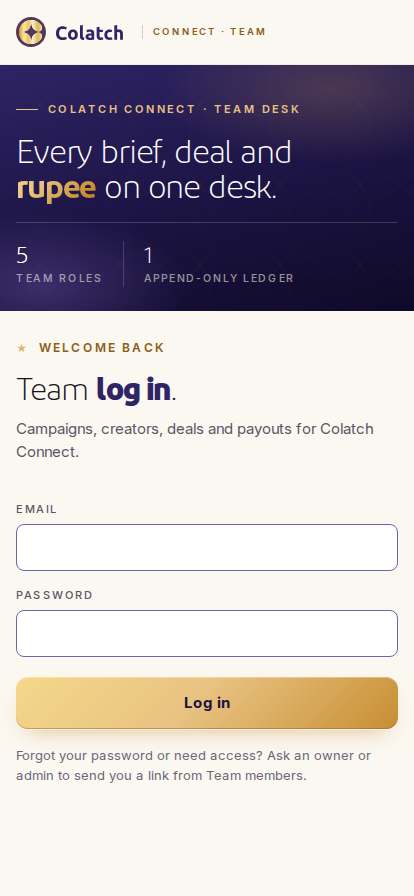 Colatch
CONNECT · TEAM
COLATCH CONNECT · TEAM DESK
Every brief, deal and
rupee on one desk.
5
TEAM ROLES
1
APPEND-ONLY LEDGER
★ WELCOME BACK
Team log in.
Campaigns, creators, deals and payouts for Colatch
Connect.
EMAIL
PASSWORD
Log in
Forgot your password or need access? Ask an owner or
admin to send you a link from Team members.